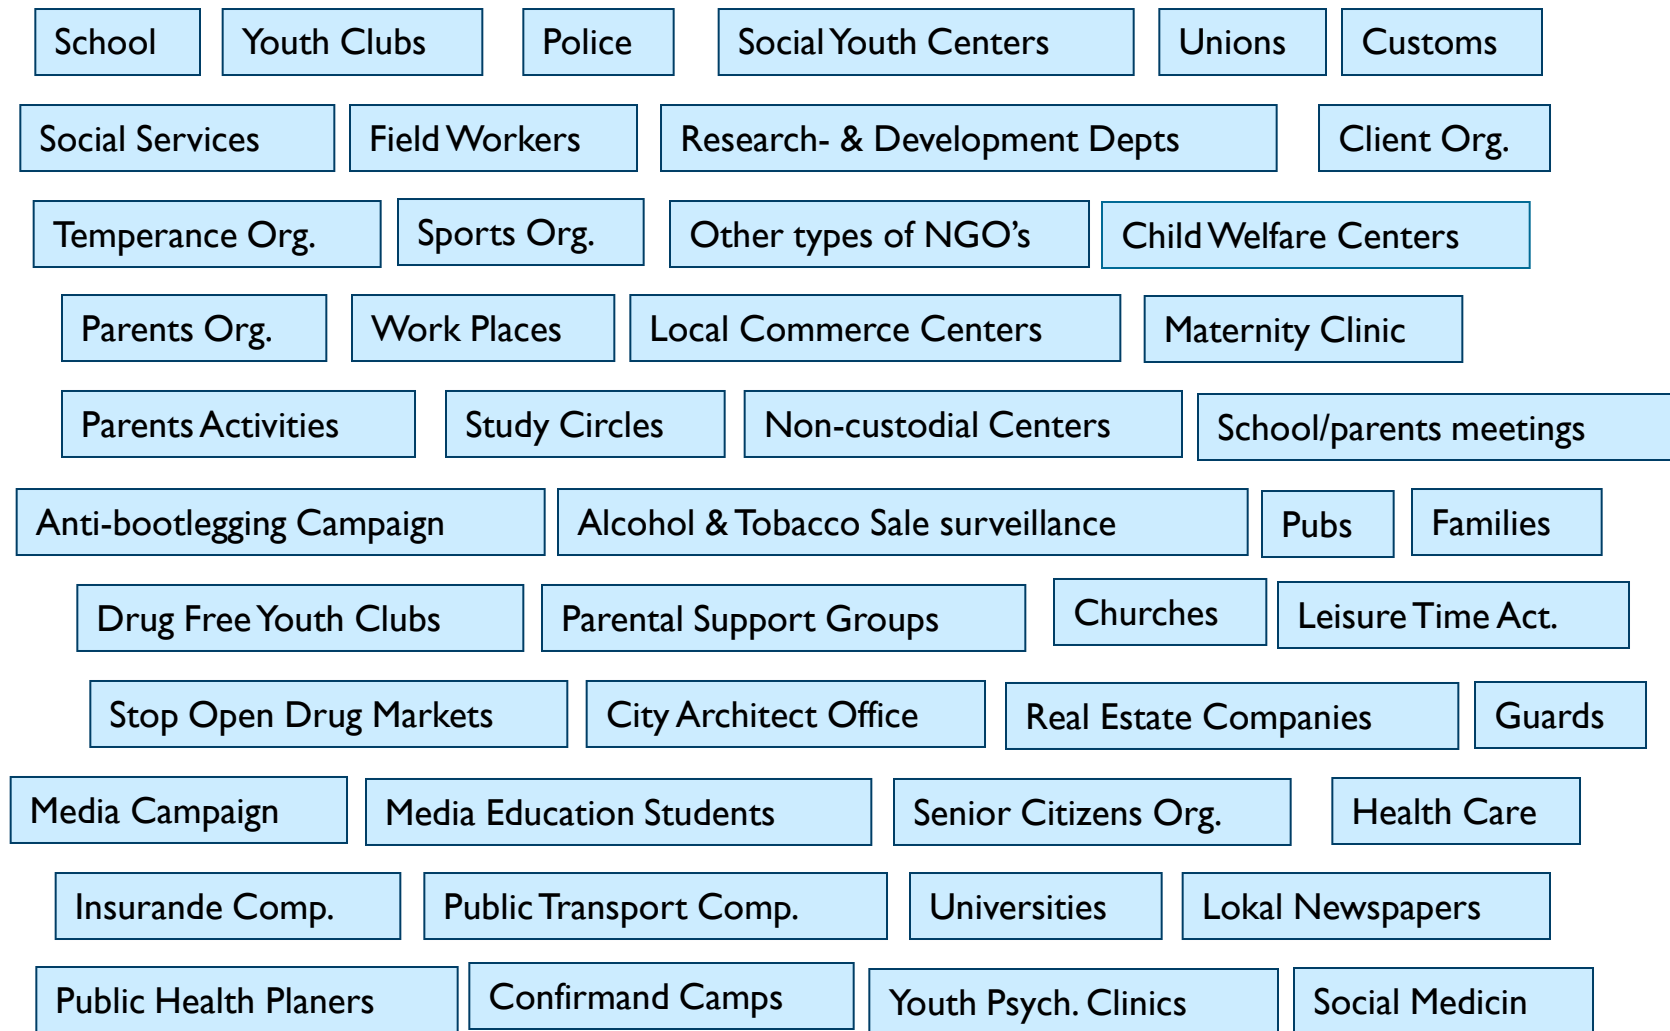 School Youth Clubs Police Social Youth Centers Unions Customs
Social Services Field Workers Research- & Development Depts Client Org.
Temperance Org. Sports Org. Other types of NGO’s Child Welfare Centers
Parents Org. Work Places Local Commerce Centers Maternity Clinic
Parents Activities Study Circles Non-custodial Centers School/parents meetings
Anti-bootlegging Campaign Alcohol & Tobacco Sale surveillance Pubs Families
Drug Free Youth Clubs Parental Support Groups Churches Leisure Time Act.
Stop Open Drug Markets City Architect Office Real Estate Companies Guards
Media Campaign Media Education Students Senior Citizens Org. Health Care
Insurande Comp. Public Transport Comp. Universities Lokal Newspapers
Public Health Planers Confirmand Camps Youth Psych. Clinics Social Medicin